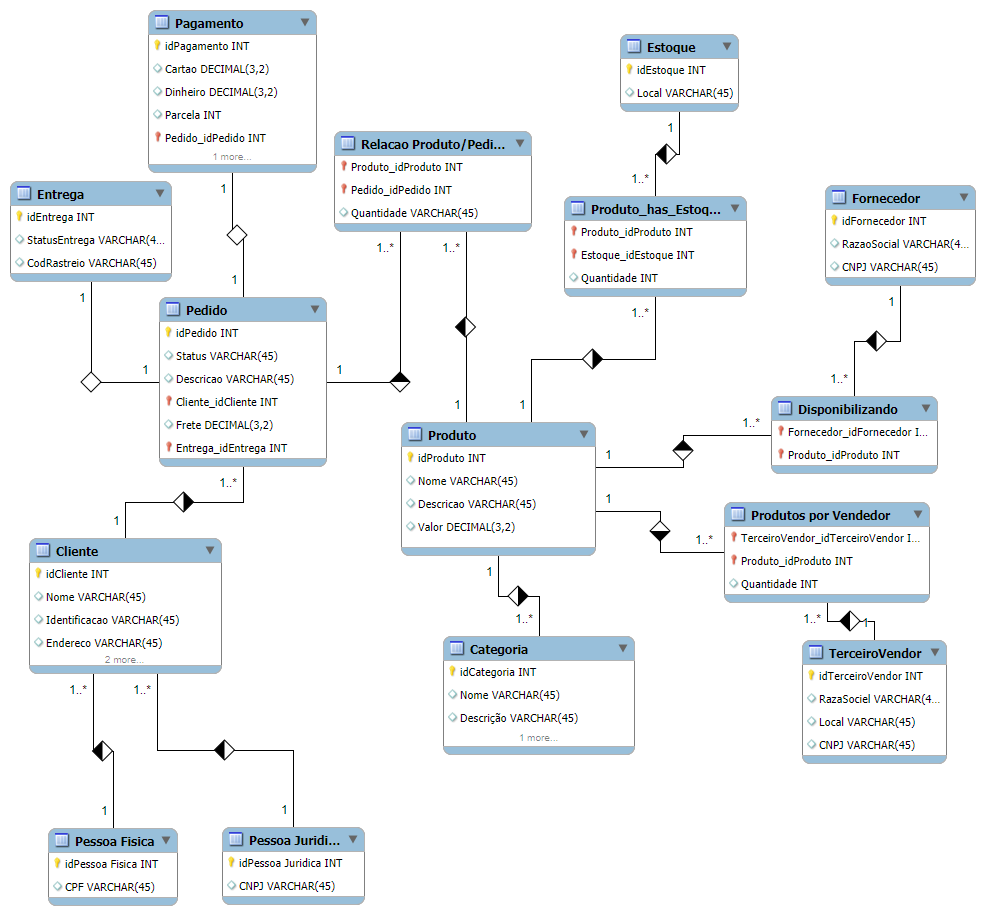 Pagamento
idPagamento INT
Cartao DECIMAL(3,2)
Dinheiro DECIMAL(3,2)
Parcela INT
Pedido_idPedido INT
1 more...
1
1
Estoque
idEstoque INT
Local VARCHAR(45)
1
1..*
Relacao Produto/Pedi...
Produto_idProduto INT
Pedido_idPedido INT
Quantidade VARCHAR(45)
1..*
1..*
Entrega
idEntrega INT
StatusEntrega VARCHAR(4...
CodRastreio VARCHAR(45)
1
1
Produto_has_Estoq...
Produto_idProduto INT
Estoque_idEstoque INT
Quantidade INT
1..*
1
Fornecedor
idFornecedor INT
RazaoSocial VARCHAR(4...
CNPJ VARCHAR(45)
1
1..*
Pedido
idPedido INT
Status VARCHAR(45)
Descricao VARCHAR(45)
Cliente_idCliente INT
Frete DECIMAL(3,2)
Entrega_idEntrega INT
1
1..*
1
1
Produto
idProduto INT
Nome VARCHAR(45)
Descricao VARCHAR(45)
Valor DECIMAL(3,2)
1
1..*
1
1..*
1
1..*
Disponibilizando
Fornecedor_idFornecedor I...
Produto_idProduto INT
Produtos por Vendedor
TerceiroVendor_idTerceiroVendor I...
Produto_idProduto INT
Quantidade INT
1..*
1
Cliente
idCliente INT
Nome VARCHAR(45)
Identificacao VARCHAR(45)
Endereco VARCHAR(45)
2 more...
1..*
1..*
1
1
Categoria
idCategoria INT
Nome VARCHAR(45)
Descrição VARCHAR(45)
1 more...
TerceiroVendor
idTerceiroVendor INT
RazaSociel VARCHAR(4...
Local VARCHAR(45)
CNPJ VARCHAR(45)
Pessoa Fisica
idPessoa Fisica INT
CPF VARCHAR(45)
Pessoa Juridi...
idPessoa Juridica INT
CNPJ VARCHAR(45)